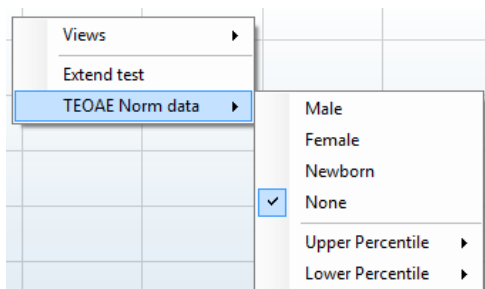 Views
Extend test
TEOAE Norm data
Male
Female
Newborn
None
Upper Percentile
Lower Percentile